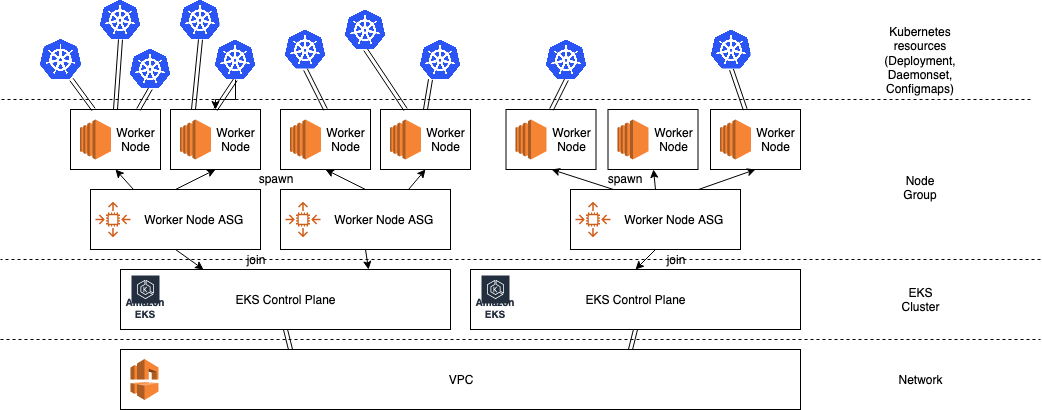 Kubernetes
resources
(Deployment,
Daemonset,
Configmaps)
Worker
Node
Worker
Node
Worker
Node
Worker
Node
Worker
Node
Worker
Node
Worker
Node
spawn
spawn
Node
Group
Worker Node ASG
Worker Node ASG
Worker Node ASG
join
join
Amazon
EKS
EKS Control Plane
Amazon
EKS
EKS Control Plane
EKS
Cluster
VPC
Network